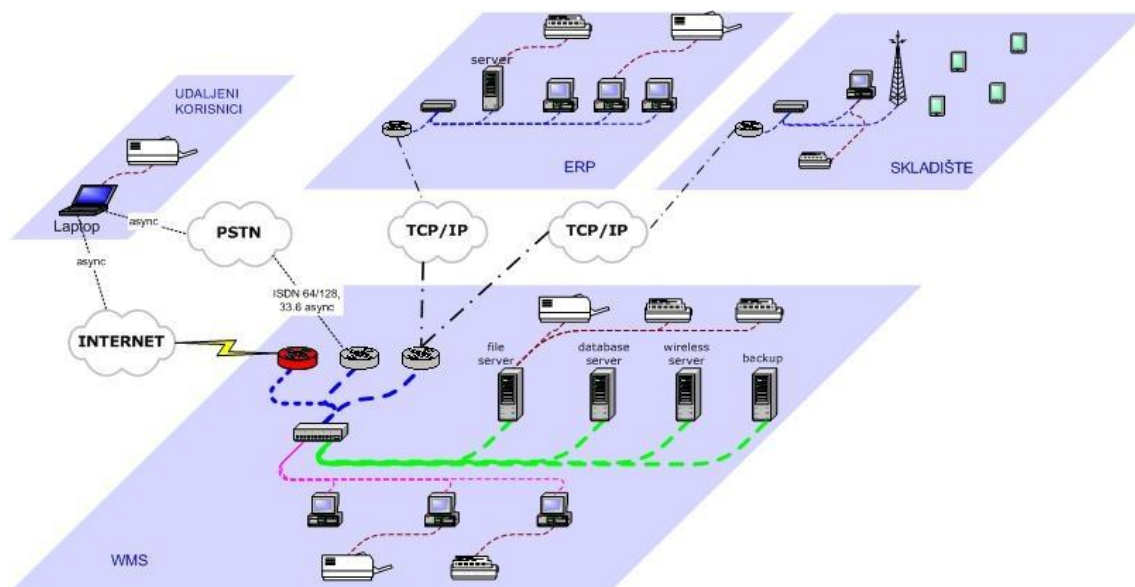 UDALJENI
KORISNICI
Laptop
async
async
PSTN
INTERNET
ISDN 64/128,
33.6 async
server
ERP
TCP/IP
TCP/IP
SKLADIŠTE
file
server
database
server
wireless
server
backup
WMS